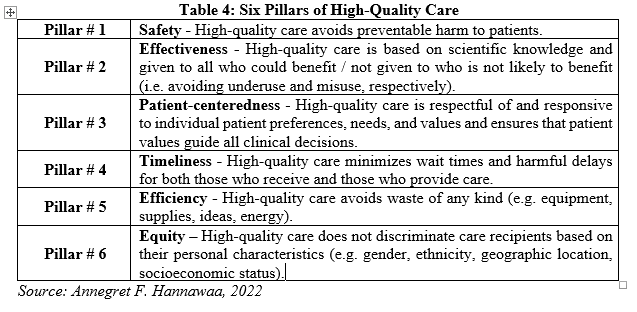 Table 4: Six Pillars of High-Quality Care
Pillar # 1 Safety - High-quality care avoids preventable harm to patients.
Pillar # 2 Effectiveness - High-quality care is based on scientific knowledge and
given to all who could benefit / not given to who is not likely to benefit
(i.e. avoiding underuse and misuse, respectively).
Pillar # 3 Patient-centeredness - High-quality care is respectful of and responsive
to individual patient preferences, needs, and values and ensures that patient
values guide all clinical decisions.
Pillar # 4 Timeliness - High-quality care minimizes wait times and harmful delays
for both those who receive and those who provide care.
Pillar # 5 Efficiency - High-quality care avoids waste of any kind (e.g. equipment,
supplies, ideas, energy).
Pillar # 6 Equity – High-quality care does not discriminate care recipients based on
their personal characteristics (e.g. gender, ethnicity, geographic location,
socioeconomic status).
Source: Annegret F. Hannawaa, 2022